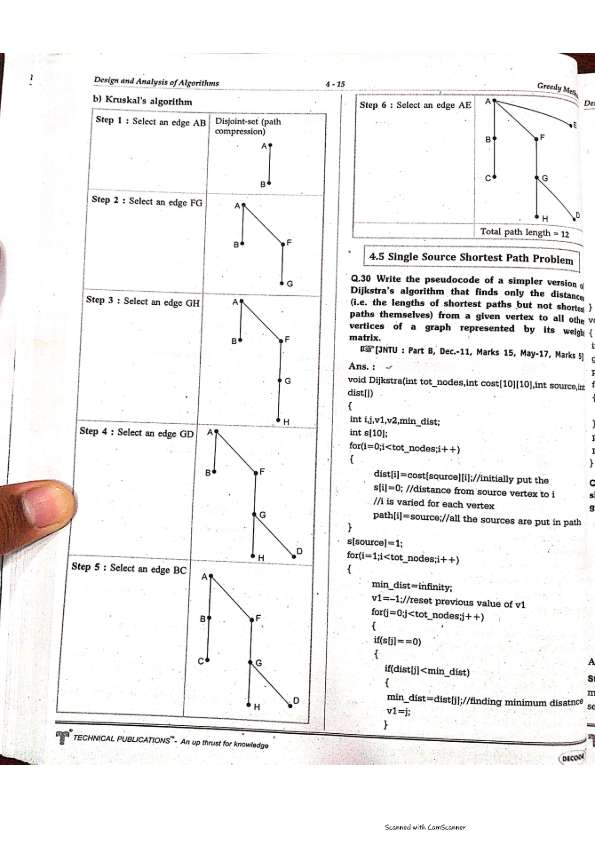 1
Design and Analysis of Algorithms
4 - 15
Greedy
b) Kruskal's algorithm
Step 1 : Select an edge AB
Disjoint-set (path
compression)
A
B
Step 2 : Select an edge FG
A
B
F
G
Step 3 : Select an edge GH
A
B
F
G
H
Step 4 : Select an edge GD
A
B
F
G
H
D
Step 5 : Select an edge BC
A
B
F
C
G
H
D
Step 6 : Select an edge AE
A
E
B
F
C
G
H
D
Total path length = 12
4.5 Single Source Shortest Path Problem
Q.30 Write the pseudocode of a simpler version
Dijkstra's algorithm that finds only the distance
(i.e. the lengths of shortest paths but not shortes
paths themselves) from a given vertex to all othe
vertices of a graph represented by its weigh
matrix.
[JNTU : Part B, Dec.-11, Marks 15, May-17, Marks 5]
Ans. :
void Dijkstra(int tot_nodes,int cost[10][10],int source,int
dist[])
{
int i,j,v1,v2,min_dist;
int s[10];
for(i=0;i<tot_nodes;i++)
{
dist[i]=cost[source][i];//initially put the
s[i]=0; //distance from source vertex to i
//i is varied for each vertex
path[i]=source;//all the sources are put in path
}
s[source]=1;
for(i=1;i<tot_nodes;i++)
{
min_dist=infinity;
v1=-1;//reset previous value of v1
for(j=0;j<tot_nodes;j++)
{
if(s[j]==0)
{
if(dist[j]<min_dist)
{
min_dist=dist[j];//finding minimum disatnce
v1=j;
}
TECHNICAL PUBLICATIONS™- An up thrust for knowledge
DECODE
Scanned with CamScanner